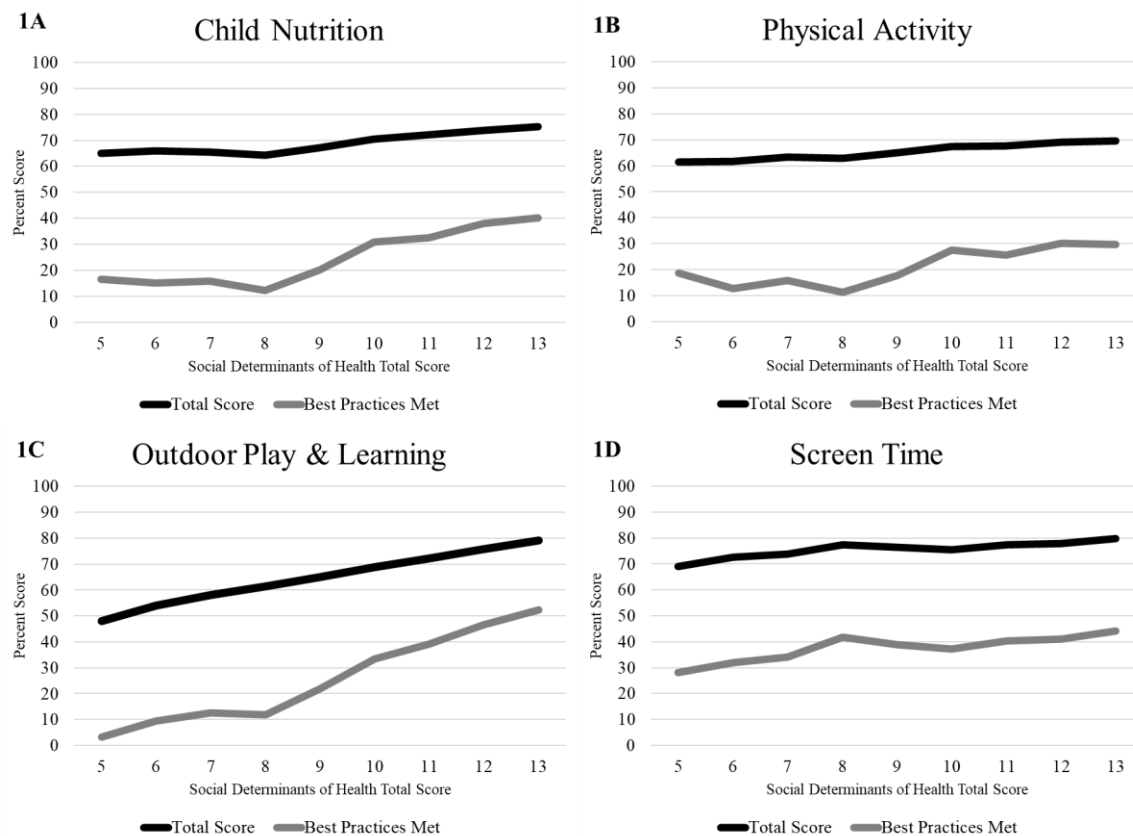 1A
Child Nutrition
100
90
80
70
60
50
40
30
20
10
0
Percent Score
5 6 7 8 9 10 11 12 13
Social Determinants of Health Total Score
Total Score Best Practices Met
1B
Physical Activity
100
90
80
70
60
50
40
30
20
10
0
Percent Score
5 6 7 8 9 10 11 12 13
Social Determinants of Health Total Score
Total Score Best Practices Met
1C
Outdoor Play & Learning
100
90
80
70
60
50
40
30
20
10
0
Percent Score
5 6 7 8 9 10 11 12 13
Social Determinants of Health Total Score
Total Score Best Practices Met
1D
Screen Time
100
90
80
70
60
50
40
30
20
10
0
Percent Score
5 6 7 8 9 10 11 12 13
Social Determinants of Health Total Score
Total Score Best Practices Met